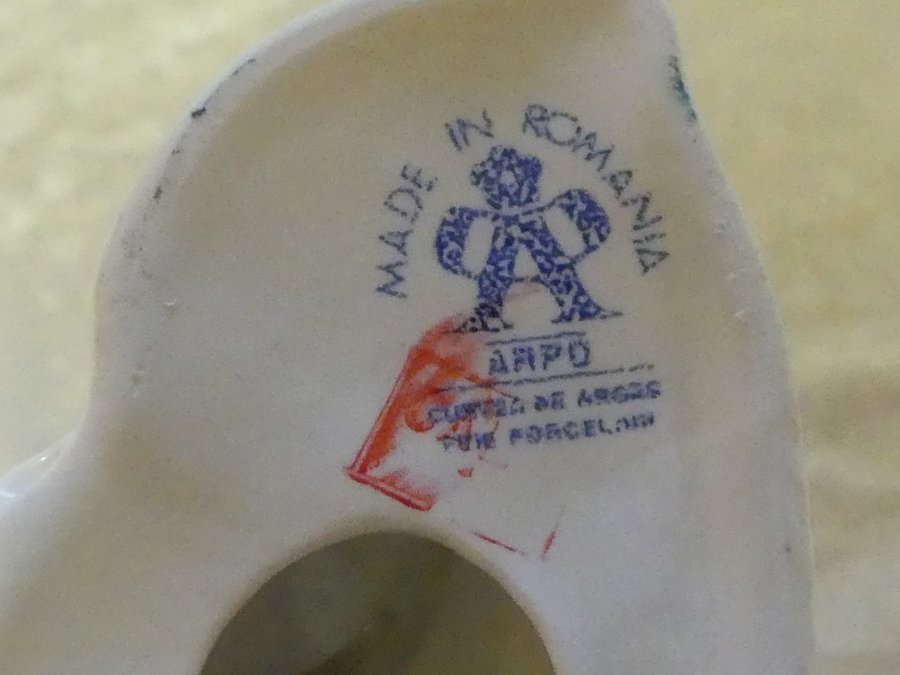 MADE IN ROMANIA
ARPO
CURTEA DE ARGES
FINE PORCELAIN